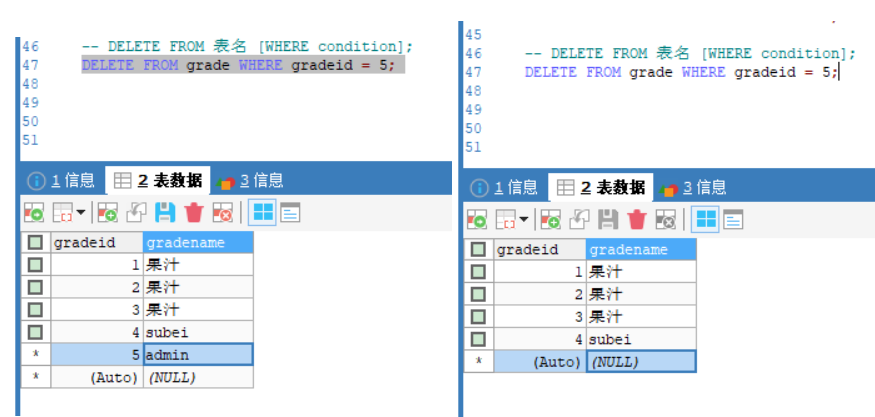 46 -- DELETE FROM 表名 [WHERE condition];
47 DELETE FROM grade WHERE gradeid = 5;
48
49
50
51
1 信息 2 表数据 3 信息
gradeid gradename
1 果汁
2 果汁
3 果汁
4 subei
* 5 admin
* (Auto) (NULL)
45
46 -- DELETE FROM 表名 [WHERE condition];
47 DELETE FROM grade WHERE gradeid = 5;
48
49
50
51
1 信息 2 表数据 3 信息
gradeid gradename
1 果汁
2 果汁
3 果汁
4 subei
* (Auto) (NULL)